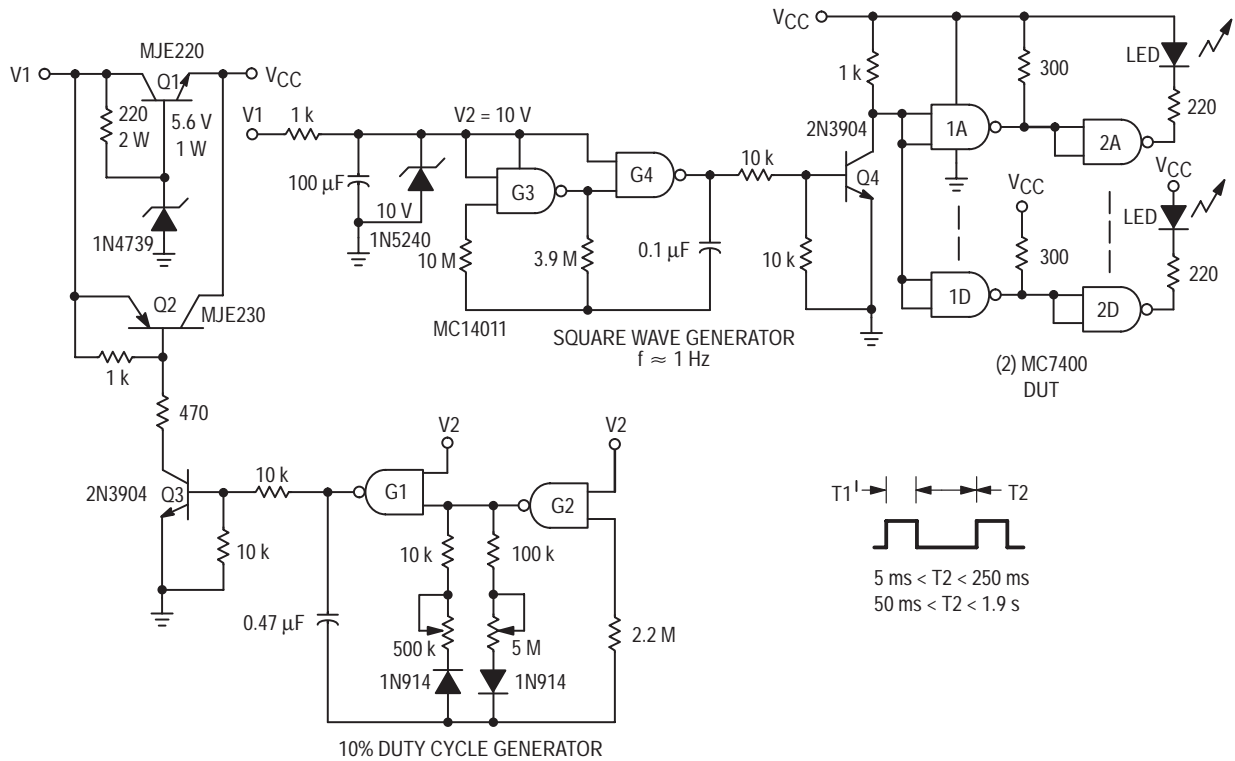 MJE220
V1
Q1
VCC
220
2 W
5.6 V
1 W
1N4739
Q2
MJE230
1 k
470
2N3904
Q3
10 k
10 k
V1
1 k
V2 = 10 V
100 µF
10 V
1N5240
G3
G4
10 M
3.9 M
0.1 µF
MC14011
SQUARE WAVE GENERATOR
f ≈ 1 Hz
10 k
10 k
2N3904
Q4
VCC
1 k
1A
300
2A
LED
220
VCC
VCC
LED
300
220
1D
2D
(2) MC7400
DUT
V2
V2
G1
G2
10 k
100 k
0.47 µF
500 k
5 M
2.2 M
1N914
1N914
10% DUTY CYCLE GENERATOR
T1
T2
5 ms < T2 < 250 ms
50 ms < T2 < 1.9 s